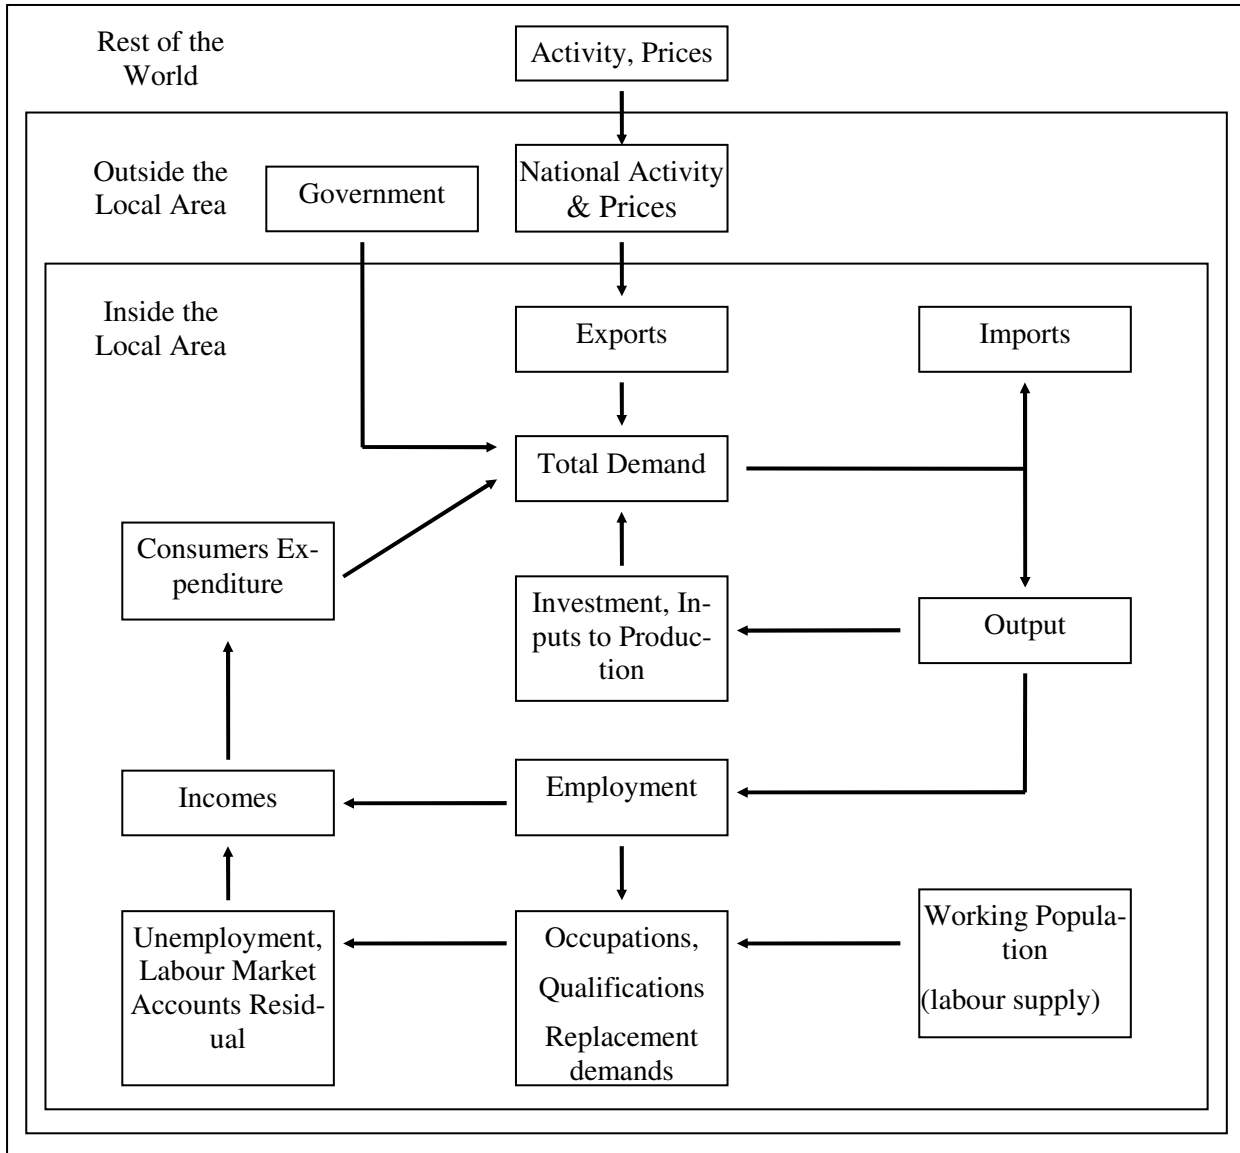 Rest of the
World
Activity, Prices
Outside the
Local Area
Government
National Activity
& Prices
Inside the
Local Area
Exports
Imports
Total Demand
Consumers Ex-
penditure
Investment, In-
puts to Produc-
tion
Output
Incomes
Employment
Unemployment,
Labour Market
Accounts Resid-
ual
Occupations,
Qualifications
Replacement
demands
Working Popula-
tion
(labour supply)